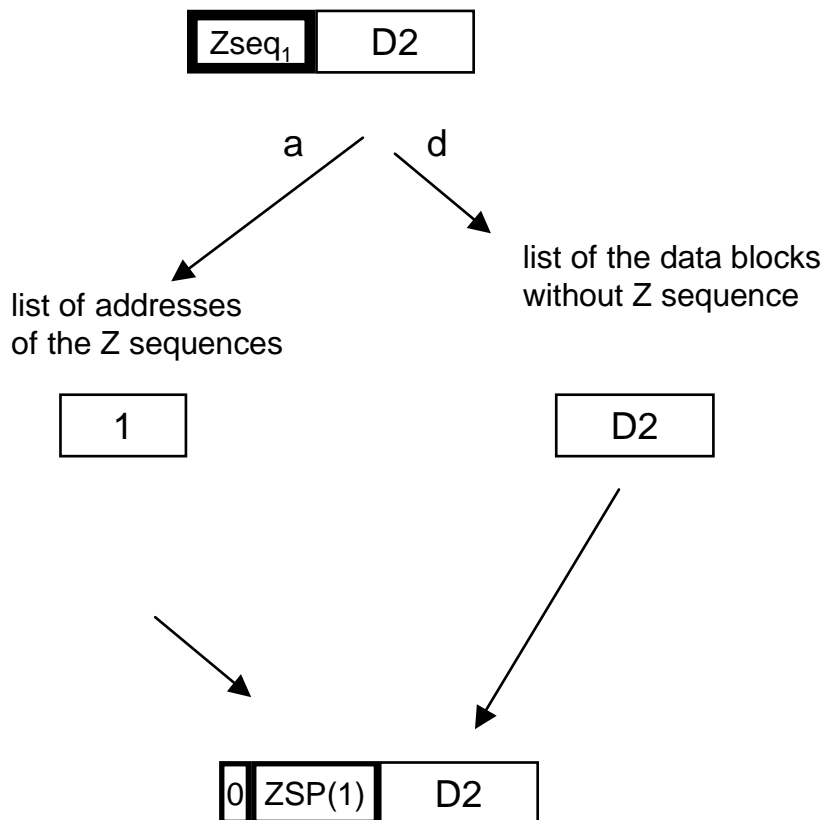 Zseq₁ D2
a d
list of the data blocks
without Z sequence
list of addresses
of the Z sequences
1 D2
0 ZSP(1) D2